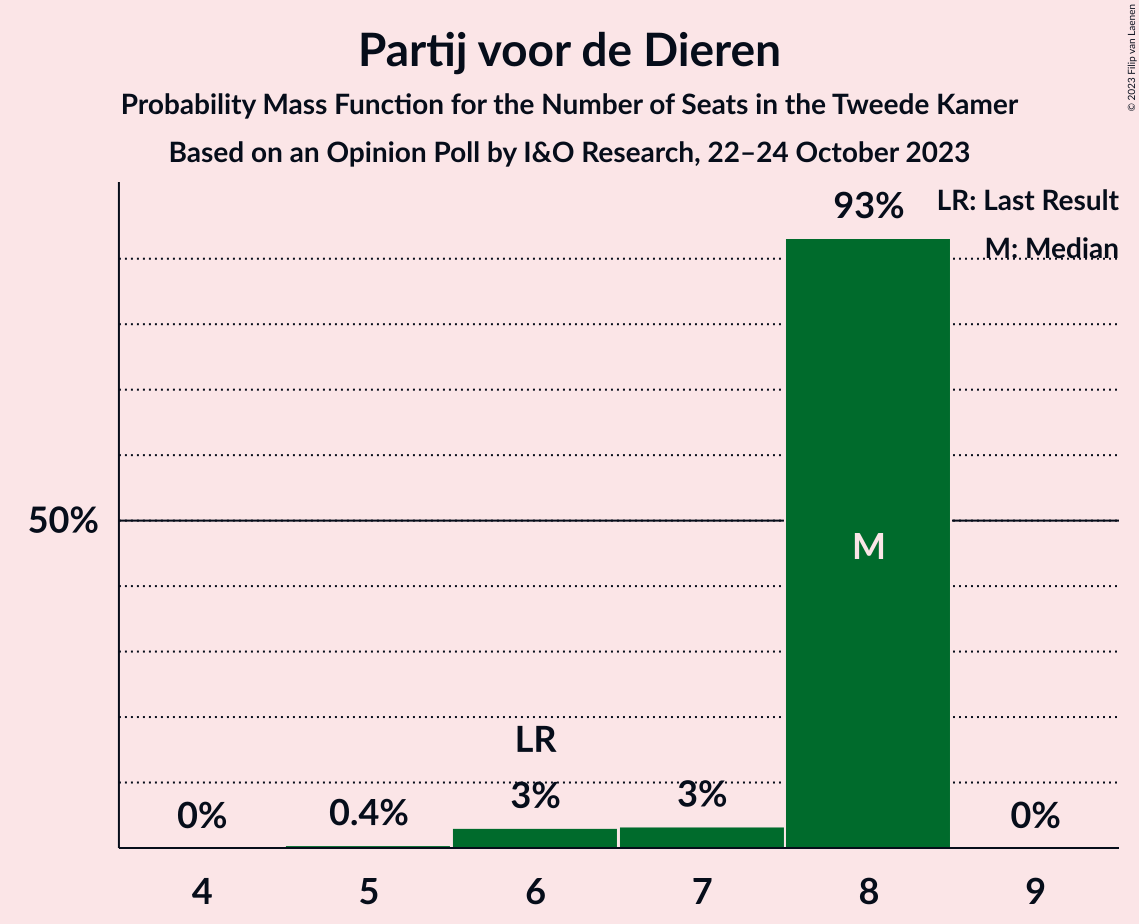 Partij voor de Dieren
Probability Mass Function for the Number of Seats in the Tweede Kamer
Based on an Opinion Poll by I&O Research, 22–24 October 2023
© 2023 Filip van Laenen
LR: Last Result
M: Median
93%
50%
M
LR
0%
0.4%
3%
3%
0%
4 5 6 7 8 9